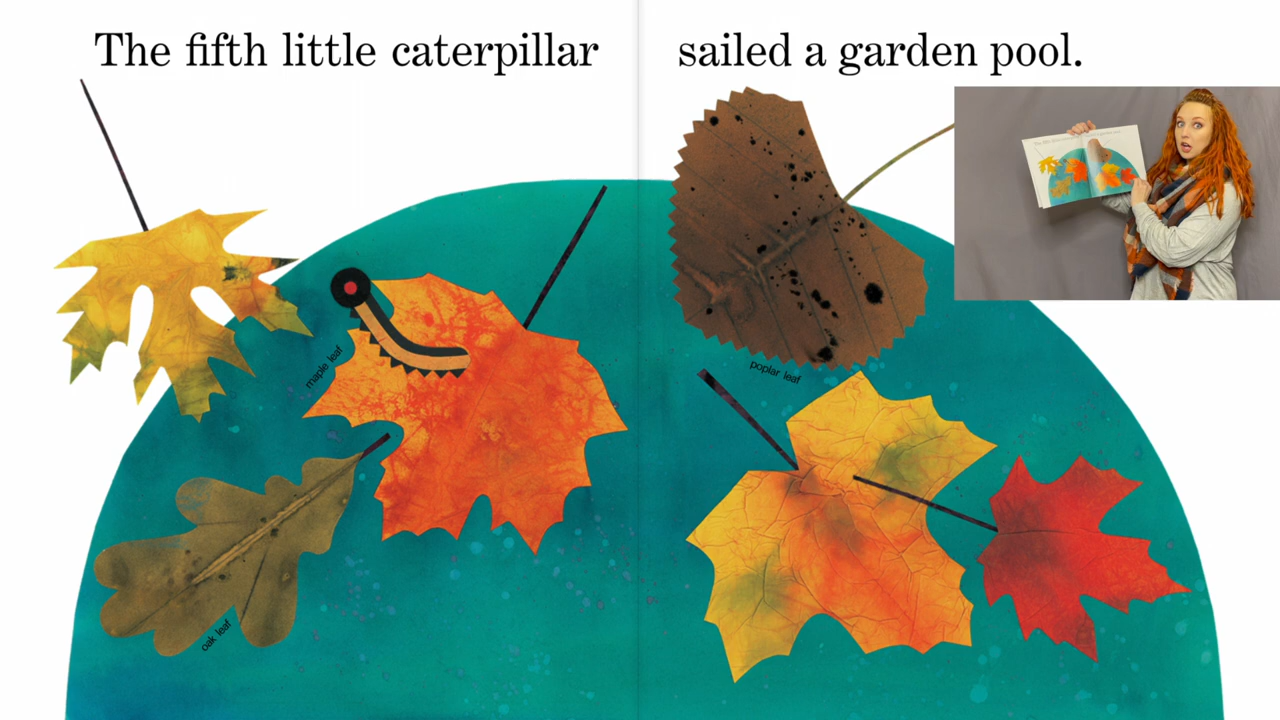 The fifth little caterpillar sailed a garden pool.
maple leaf
poplar leaf
oak leaf